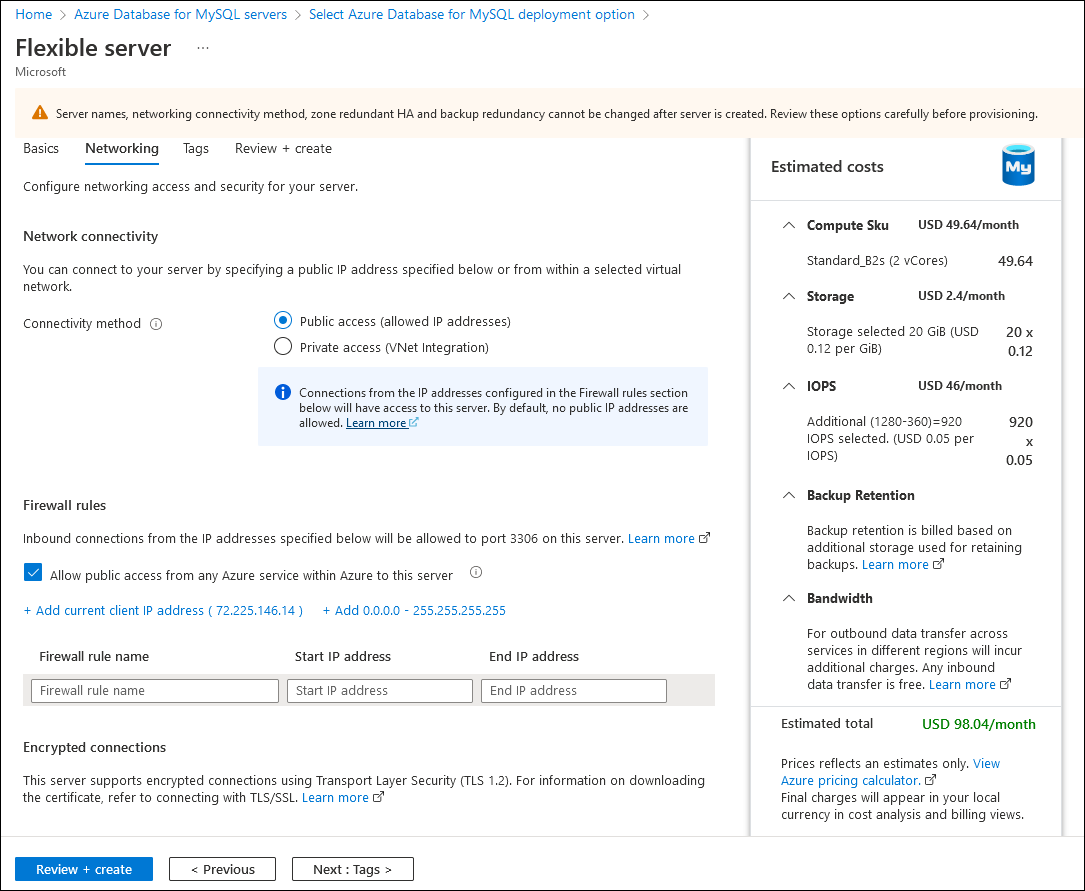 Home > Azure Database for MySQL servers > Select Azure Database for MySQL deployment option >
Flexible server ...
Microsoft
Server names, networking connectivity method, zone redundant HA and backup redundancy cannot be changed after server is created. Review these options carefully before provisioning.
Basics Networking Tags Review + create
Configure networking access and security for your server.
Network connectivity
You can connect to your server by specifying a public IP address specified below or from within a selected virtual
network.
Connectivity method
Public access (allowed IP addresses)
Private access (VNet Integration)
Connections from the IP addresses configured in the Firewall rules section
below will have access to this server. By default, no public IP addresses are
allowed. Learn more
Firewall rules
Inbound connections from the IP addresses specified below will be allowed to port 3306 on this server. Learn more
Allow public access from any Azure service within Azure to this server
+ Add current client IP address ( 72.225.146.14 ) + Add 0.0.0.0 - 255.255.255.255
Firewall rule name Start IP address End IP address
Firewall rule name Start IP address End IP address
Encrypted connections
This server supports encrypted connections using Transport Layer Security (TLS 1.2). For information on downloading
the certificate, refer to connecting with TLS/SSL. Learn more
Estimated costs
My
Compute Sku USD 49.64/month
Standard_B2s (2 vCores) 49.64
Storage USD 2.4/month
Storage selected 20 GiB (USD 20 x
0.12 per GiB) 0.12
IOPS USD 46/month
Additional (1280-360)=920 920
IOPS selected. (USD 0.05 per x
IOPS) 0.05
Backup Retention
Backup retention is billed based on
additional storage used for retaining
backups. Learn more
Bandwidth
For outbound data transfer across
services in different regions will incur
additional charges. Any inbound
data transfer is free. Learn more
Estimated total USD 98.04/month
Prices reflects an estimates only. View
Azure pricing calculator.
Final charges will appear in your local
currency in cost analysis and billing views.
Review + create < Previous Next : Tags >